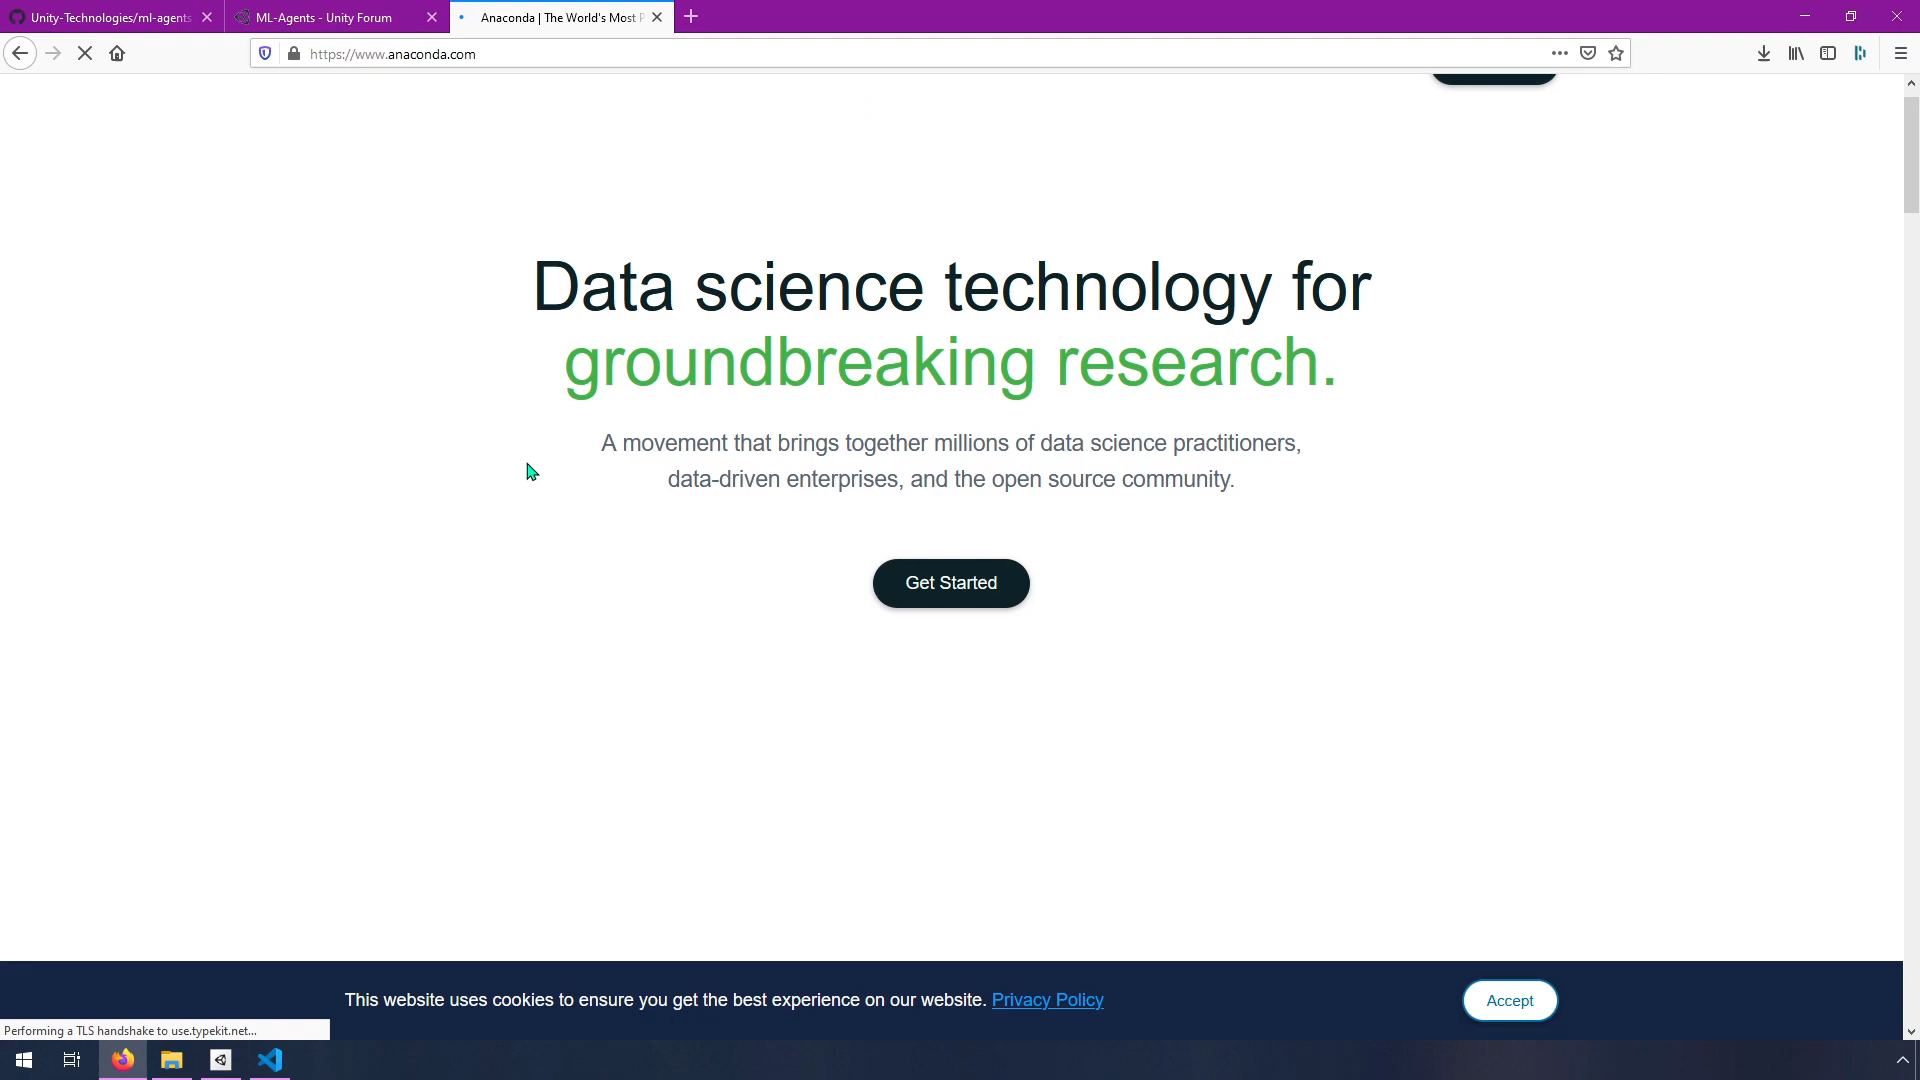 Unity-Technologies/ml-agents
ML-Agents - Unity Forum
Anaconda | The World's Most P
https://www.anaconda.com
Data science technology for
groundbreaking research.
A movement that brings together millions of data science practitioners,
data-driven enterprises, and the open source community.
Get Started
This website uses cookies to ensure you get the best experience on our website. Privacy Policy
Accept
Performing a TLS handshake to use.typekit.net...